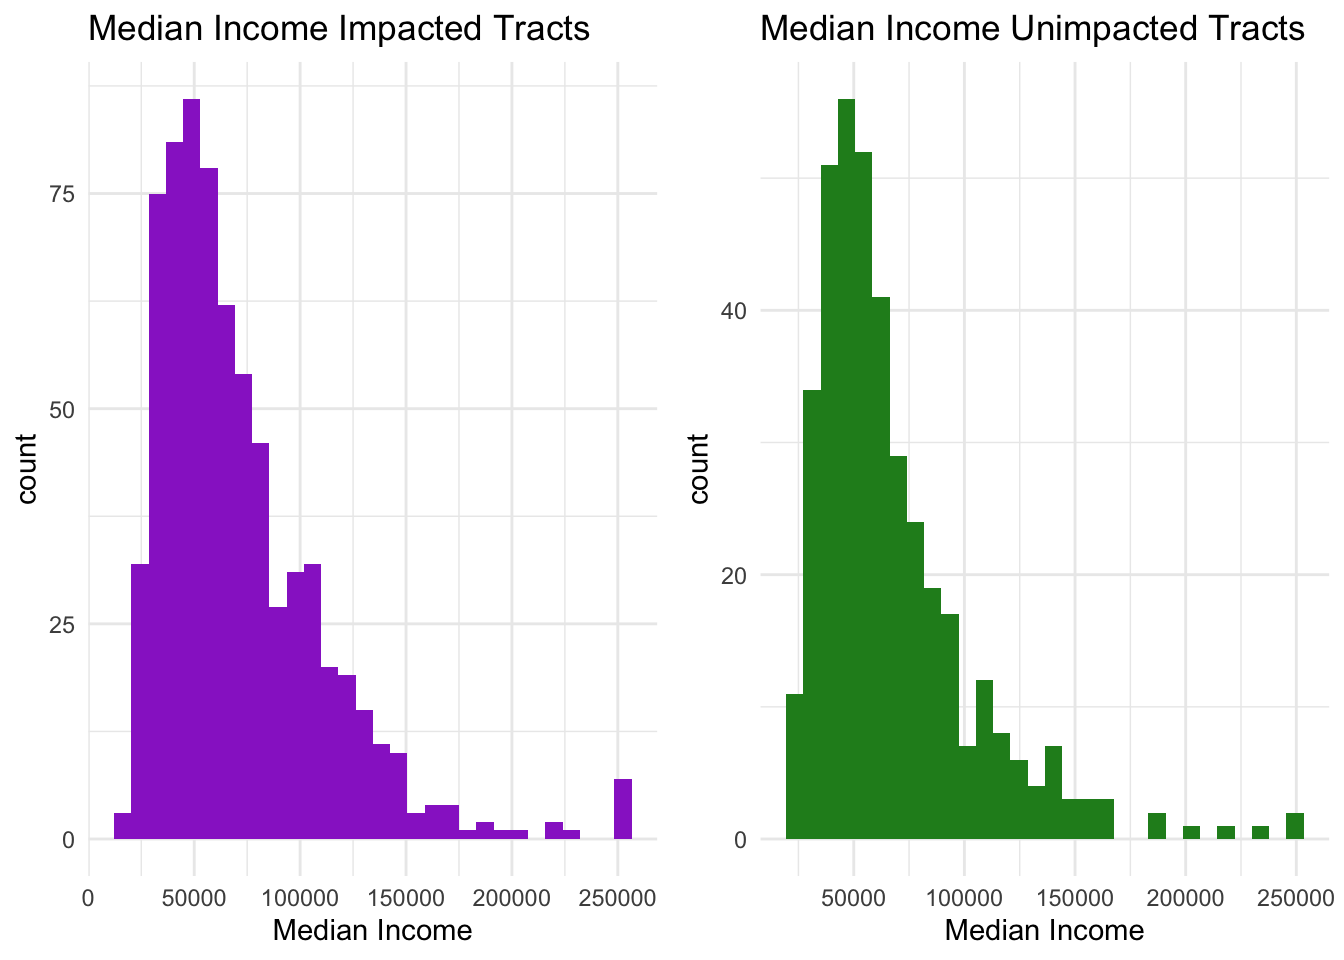 Median Income Impacted Tracts
count
75
50
25
0
0 50000 100000 150000 200000 250000
Median Income
Median Income Unimpacted Tracts
count
40
20
0
50000 100000 150000 200000 250000
Median Income